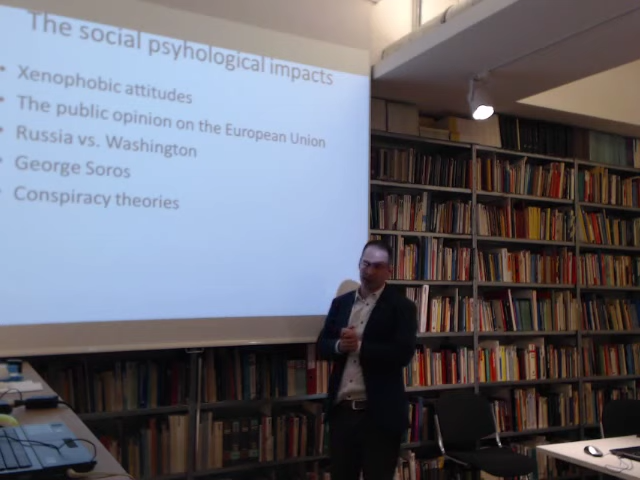 The social psyhological impacts
• Xenophobic attitudes
• The public opinion on the European Union
• Russia vs. Washington
• George Soros
• Conspiracy theories